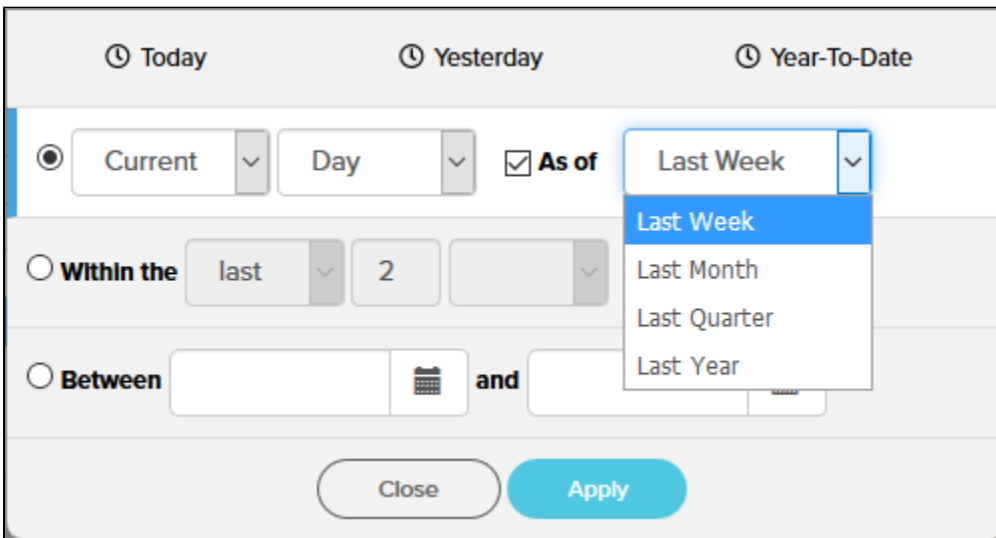 Today Yesterday Year-To-Date
Current Day As of Last Week
Last Week
Last Month
Within the last 2
Last Quarter
Last Year
Between and
Close Apply